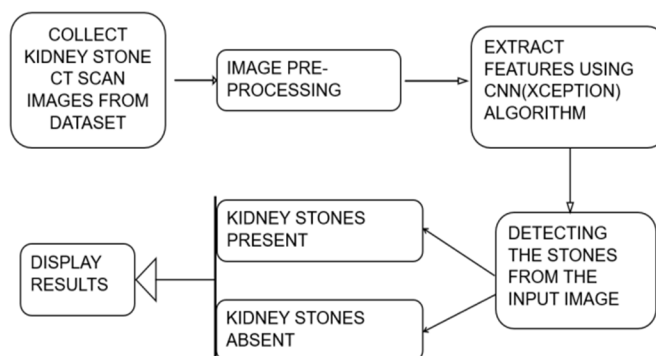 COLLECT
KIDNEY STONE
CT SCAN
IMAGES FROM
DATASET
IMAGE PRE-
PROCESSING
EXTRACT
FEATURES USING
CNN(XCEPTION)
ALGORITHM
DETECTING
THE STONES
FROM THE
INPUT IMAGE
KIDNEY STONES
PRESENT
KIDNEY STONES
ABSENT
DISPLAY
RESULTS